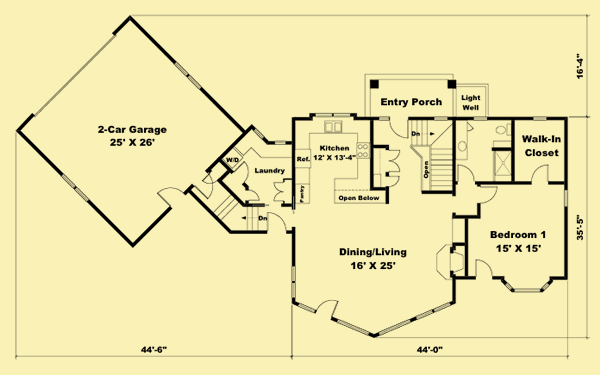 16'-4"
Light
Well
Entry Porch
2-Car Garage
25' X 26'
Dn
Kitchen
12' X 13'-4"
Walk-In
Closet
W/D
Ref.
Laundry
Open
Pantry
Open Below
Dn
35'-5"
Bedroom 1
15' X 15'
Dining/Living
16' X 25'
44'-6"
44'-0"